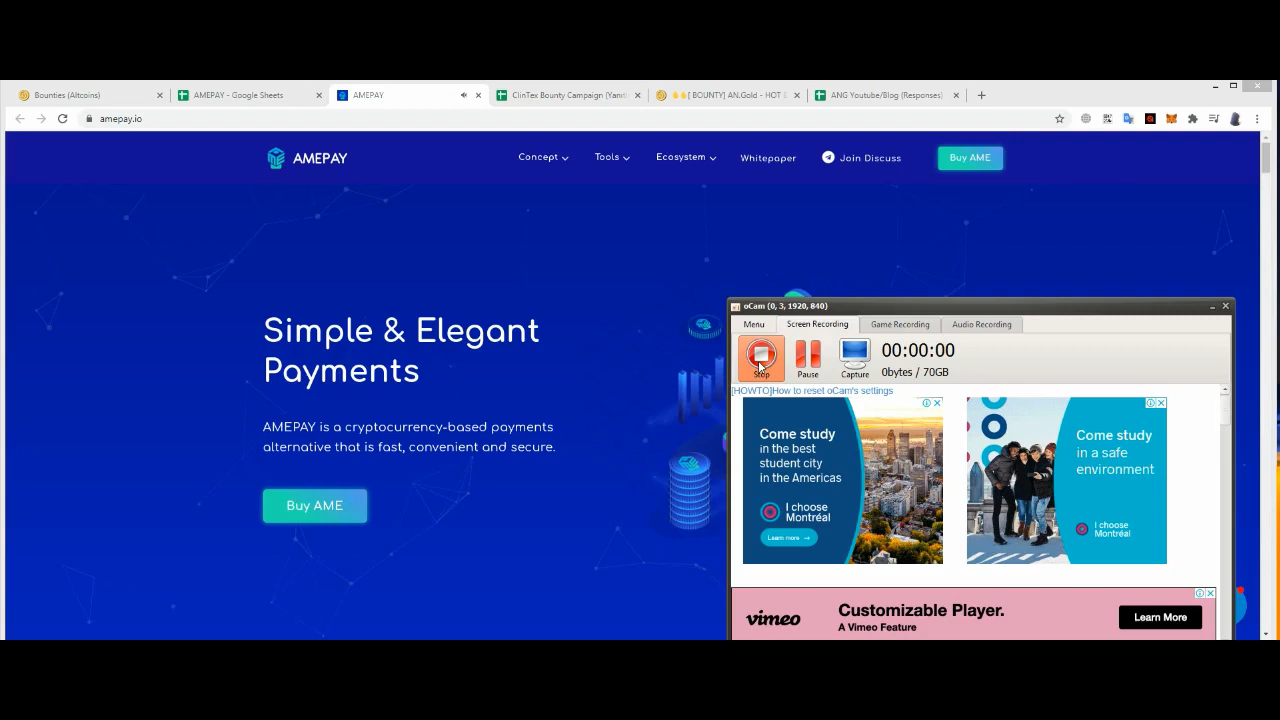 Bounties (Altcoins)
AMEPAY - Google Sheets
AMEPAY
ClinTex Bounty Campaign [Yanit
[ BOUNTY] AN.Gold - HOT
ANG Youtube/Blog (Responses)
amepay.io
AMEPAY
Concept
Tools
Ecosystem
Whitepaper
Join Discuss
Buy AME
Simple & Elegant
Payments
AMEPAY is a cryptocurrency-based payments
alternative that is fast, convenient and secure.
Buy AME
oCam (0, 3, 1920, 840)
Menu
Screen Recording
Game Recording
Audio Recording
Stop
Pause
Capture
00:00:00
0bytes / 70GB
[HOWTO]How to reset oCam's settings
Come study
in the best
student city
in the Americas
I choose
Montréal
Learn more →
Come study
in a safe
environment
I choose
Montréal
vimeo
Customizable Player.
A Vimeo Feature
Learn More